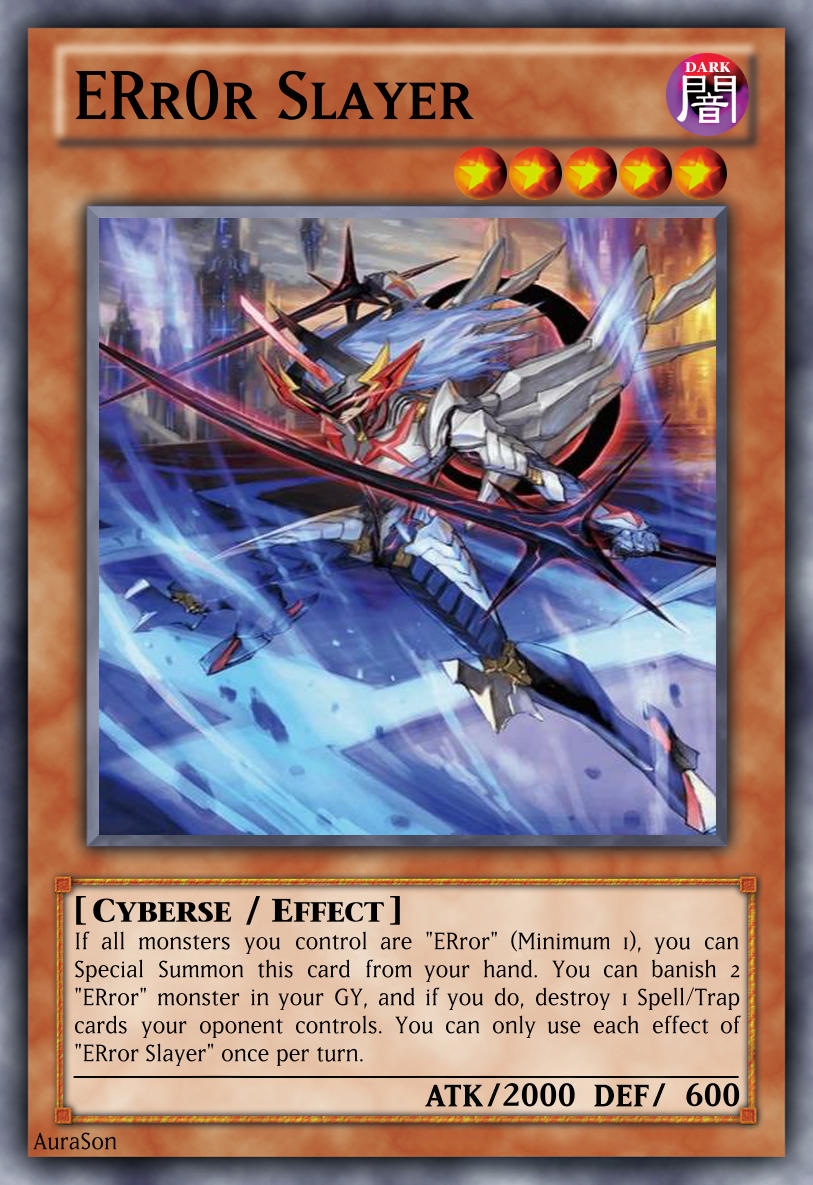 ERr0r Slayer
DARK
闇
[ Cyberse / Effect ]
If all monsters you control are "ERror" (Minimum 1), you can
Special Summon this card from your hand. You can banish 2
"ERror" monster in your GY, and if you do, destroy 1 Spell/Trap
cards your oponent controls. You can only use each effect of
"ERror Slayer" once per turn.
ATK/2000 DEF/ 600
AuraSon